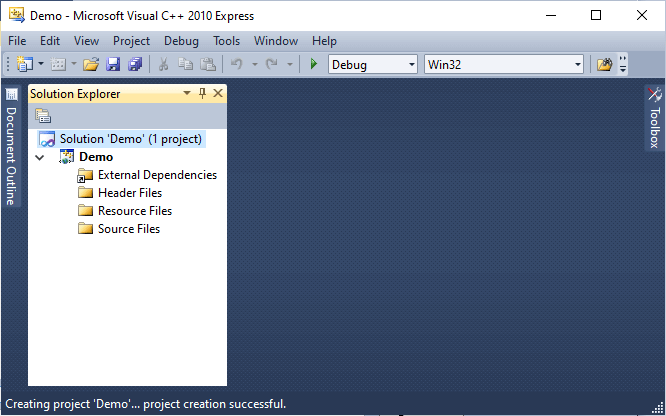 Demo - Microsoft Visual C++ 2010 Express
File Edit View Project Debug Tools Window Help
Debug Win32
Document Outline
Solution Explorer
Solution 'Demo' (1 project)
Demo
External Dependencies
Header Files
Resource Files
Source Files
Toolbox
Creating project 'Demo'... project creation successful.